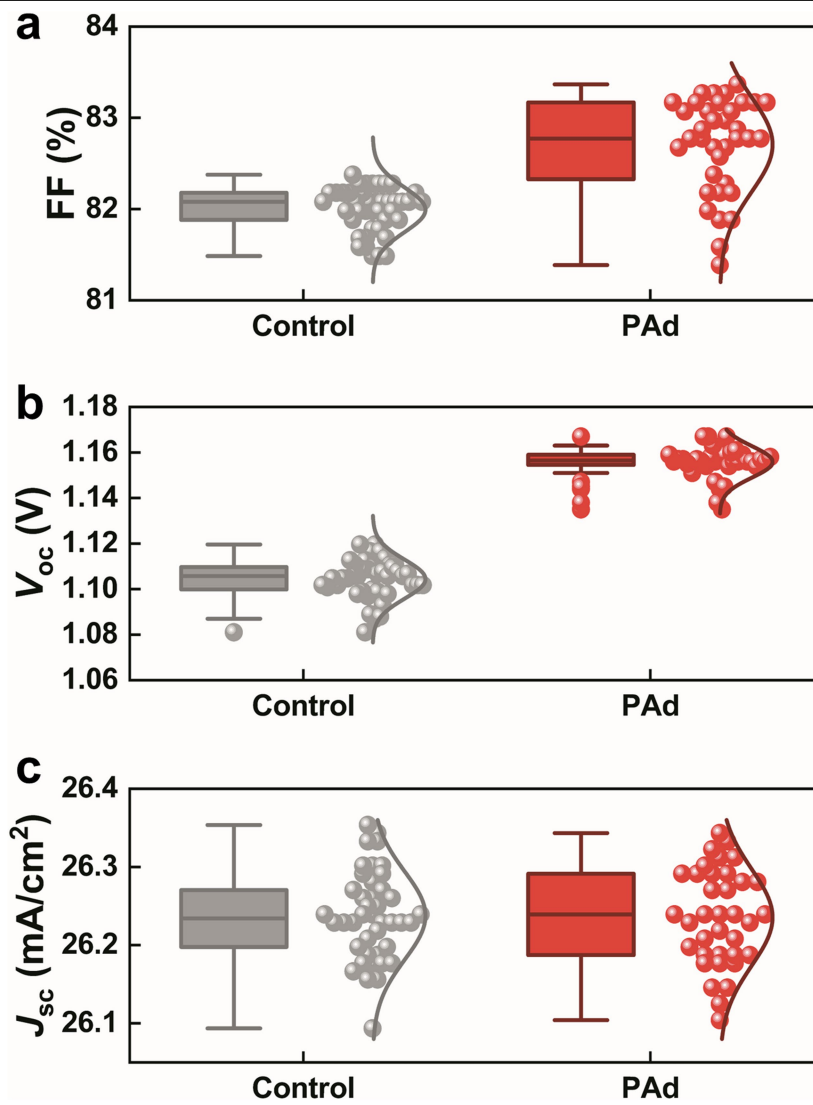 a
FF (%)
84
83
82
81
Control PAd
b
Voc (V)
1.18
1.16
1.14
1.12
1.10
1.08
1.06
Control PAd
c
Jsc (mA/cm²)
26.4
26.3
26.2
26.1
Control PAd